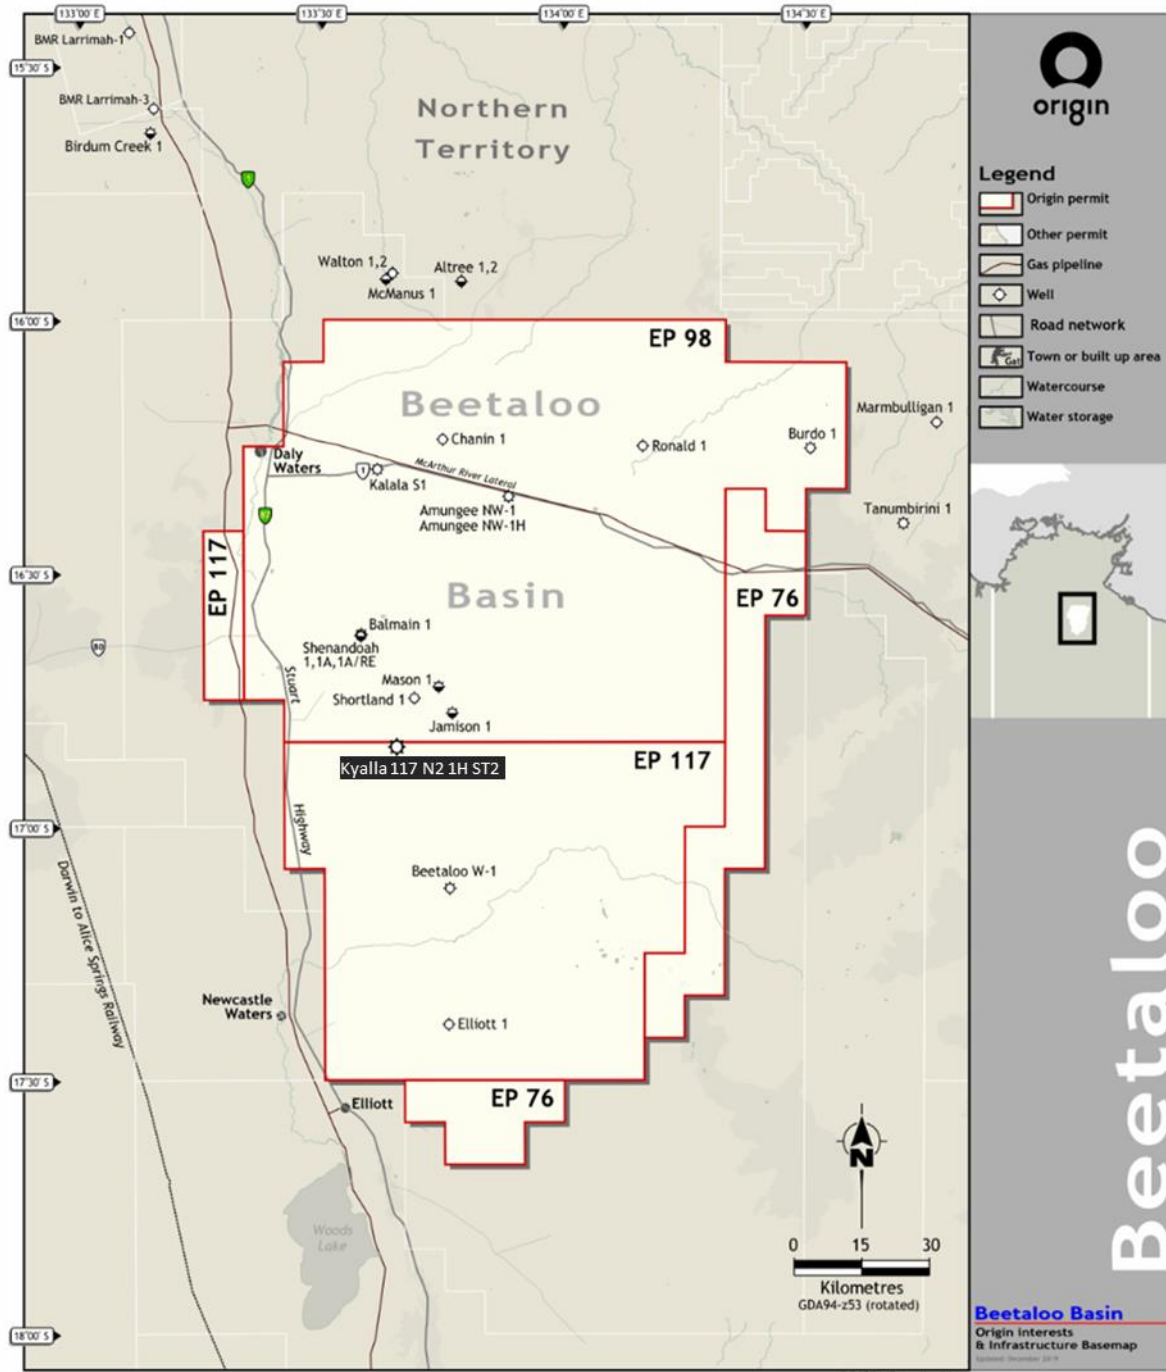 133°00' E
133°30' E
134°00' E
134°30' E
BMR Larrimah-1
15°30' S
BMR Larrimah-3
Birdum Creek 1
Northern
Territory
1
Walton 1,2
Altree 1,2
McManus 1
16°00' S
EP 98
Beetaloo
Marmbulligan 1
Chanin 1
Ronald 1
Burdo 1
Daly
Waters
McArthur River Lateral
1
Kalala S1
Amungee NW-1
Amungee NW-1H
Tanumbirini 1
EP 117
16°30' S
Basin
EP 76
Balmain 1
80
Shenandoah
1,1A,1A/RE
Stuart
Mason 1
Shortland 1
Jamison 1
Kyalla 117 N2 1H ST2
EP 117
Highway
17°00' S
Beetaloo W-1
Darwin to Alice Springs Railway
Newcastle
Waters
Elliott 1
17°30' S
EP 76
Elliott
N
Woods
Lake
0 15 30
Kilometres
GDA94-z53 (rotated)
18°00' S
origin
Legend
Origin permit
Other permit
Gas pipeline
Well
Road network
Gat
Town or built up area
Watercourse
Water storage
Beetaloo
Beetaloo Basin
Origin interests
& Infrastructure Basemap
Updated: December 2019